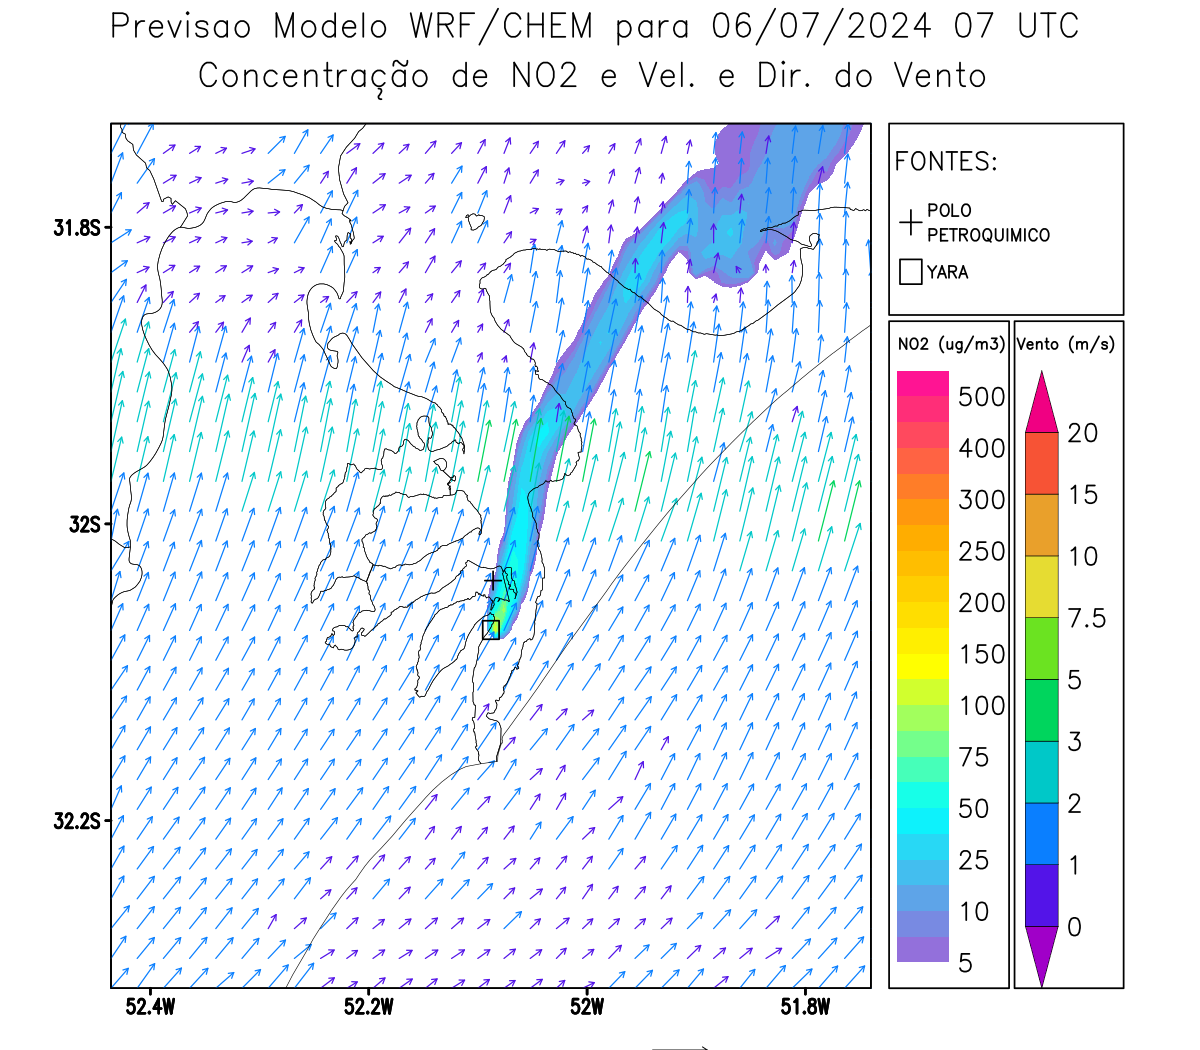 Previsao Modelo WRF/CHEM para 06/07/2024 07 UTC
Concentração de NO2 e Vel. e Dir. do Vento
FONTES:
POLO
PETROQUIMICO
YARA
NO2 (ug/m3)
500
400
300
250
200
150
100
75
50
25
10
5
Vento (m/s)
20
15
10
7.5
5
3
2
1
0
31.8S
32S
32.2S
52.4W
52.2W
52W
51.8W